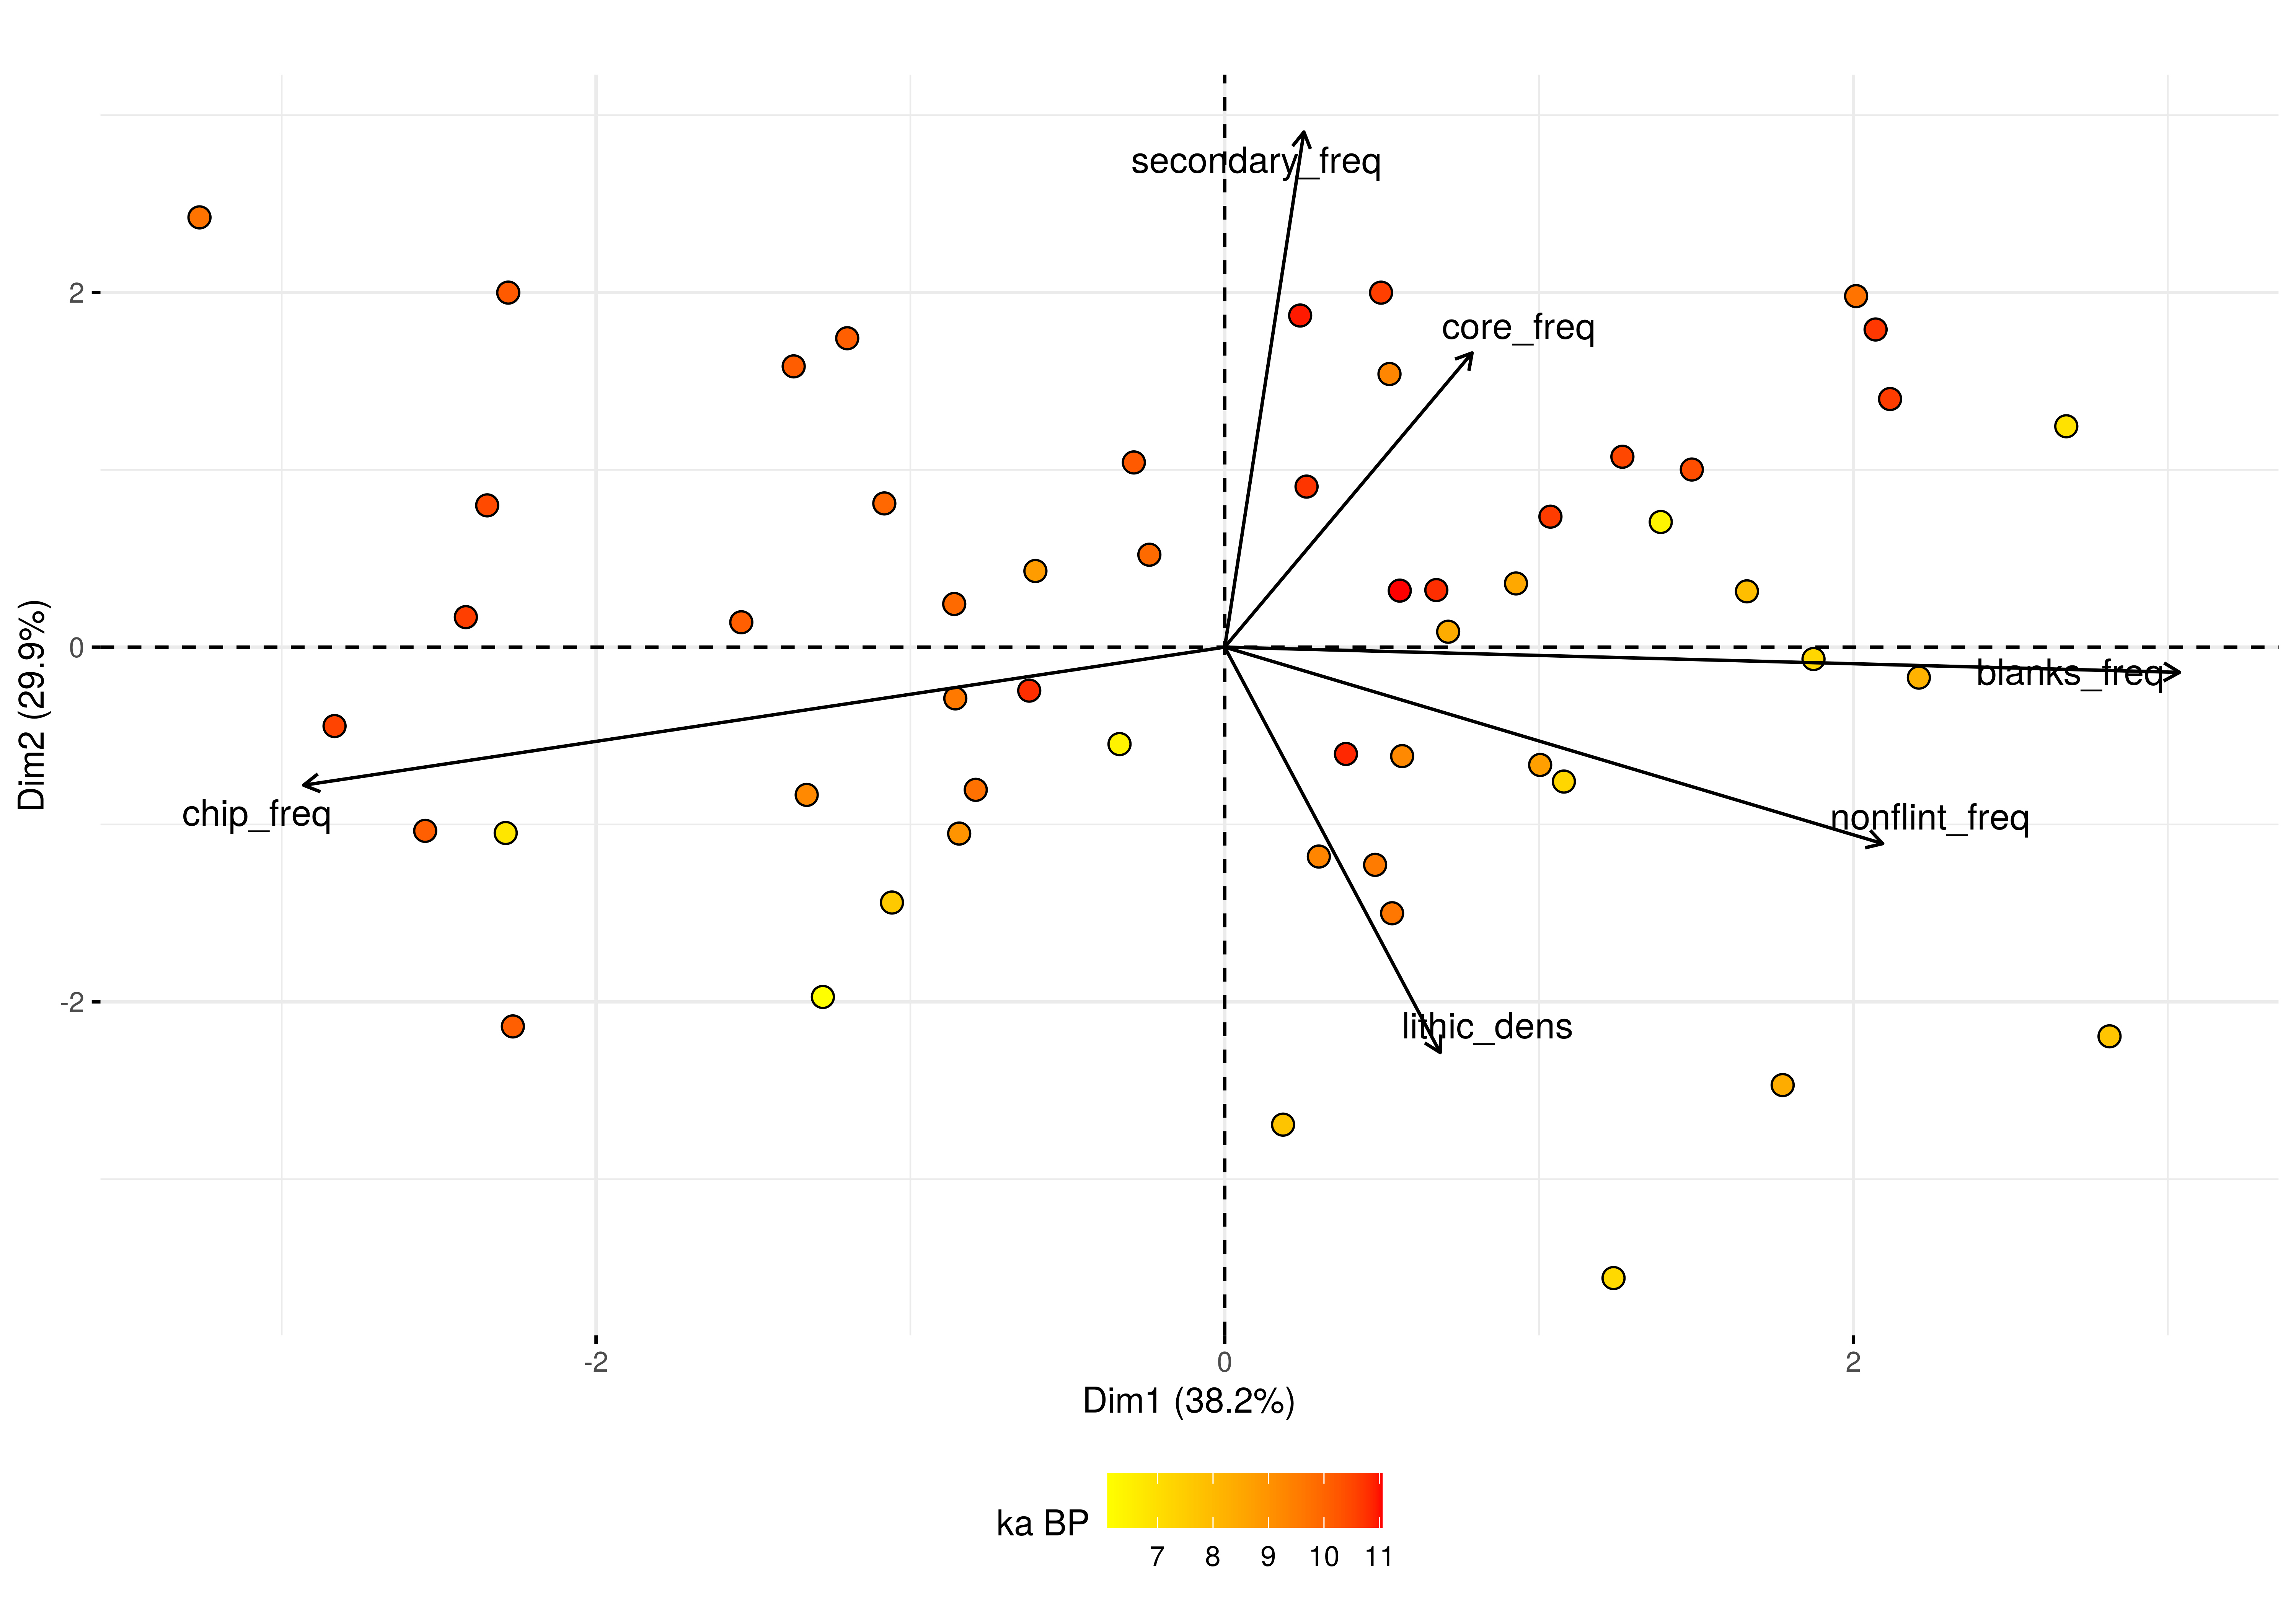 secondary_freq
core_freq
2
0
-2
Dim2 (29.9%)
blanks_freq
chip_freq
nonflint_freq
lithic_dens
-2
0
2
Dim1 (38.2%)
ka BP
7
8
9
10
11